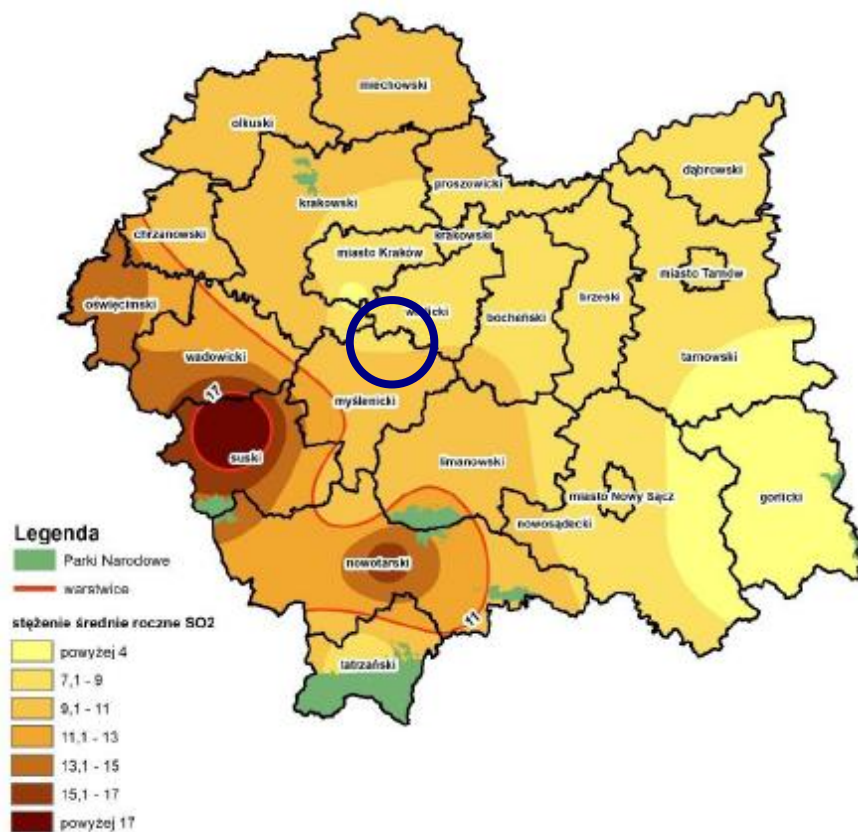 miechowski
olkuski
dąbrowski
proszowicki
krakowski
chrzanowski
krakowski
miasto Kraków
miasto Tarnów
oświęcimski
wielicki
bocheński
brzeski
wadowicki
tarnowski
17
myślenicki
suski
limanowski
miasto Nowy Sącz
gorlicki
nowosądecki
nowotarski
11
tatrzański
Legenda
Parki Narodowe
warstwice
stężenie średnie roczne SO2
powyżej 4
7,1 - 9
9,1 - 11
11,1 - 13
13,1 - 15
15,1 - 17
powyżej 17